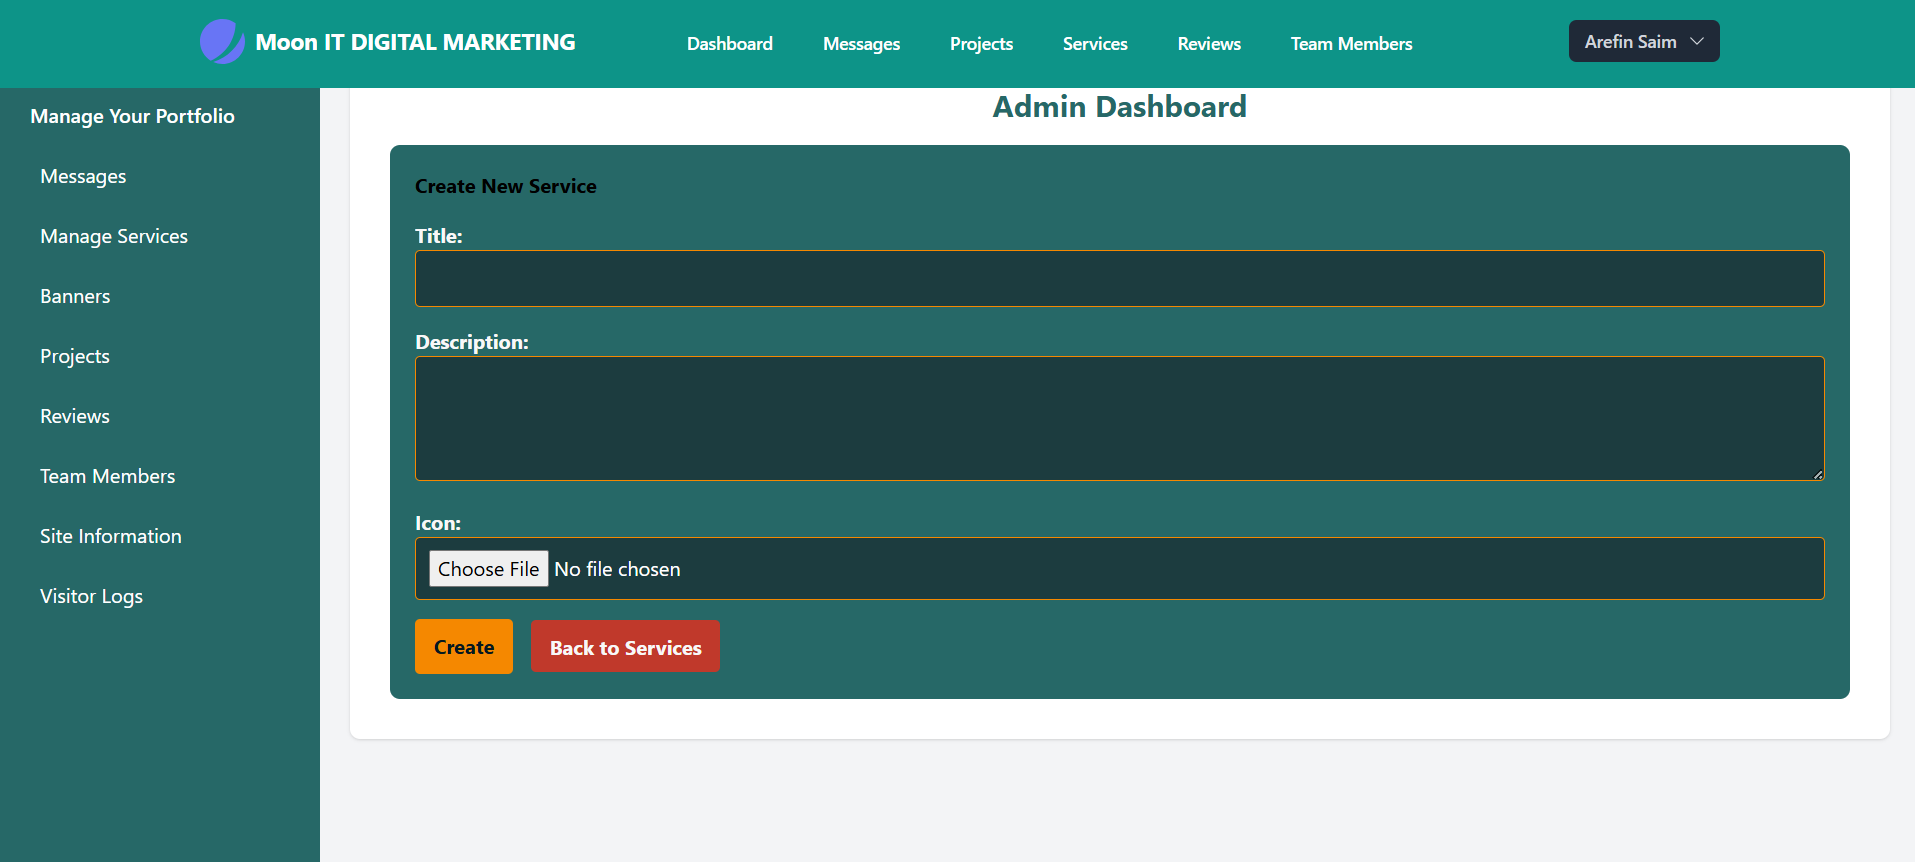 Moon IT DIGITAL MARKETING
Dashboard
Messages
Projects
Services
Reviews
Team Members
Arefin Saim
Manage Your Portfolio
Messages
Manage Services
Banners
Projects
Reviews
Team Members
Site Information
Visitor Logs
Admin Dashboard
Create New Service
Title:
Description:
Icon:
Choose File No file chosen
Create
Back to Services